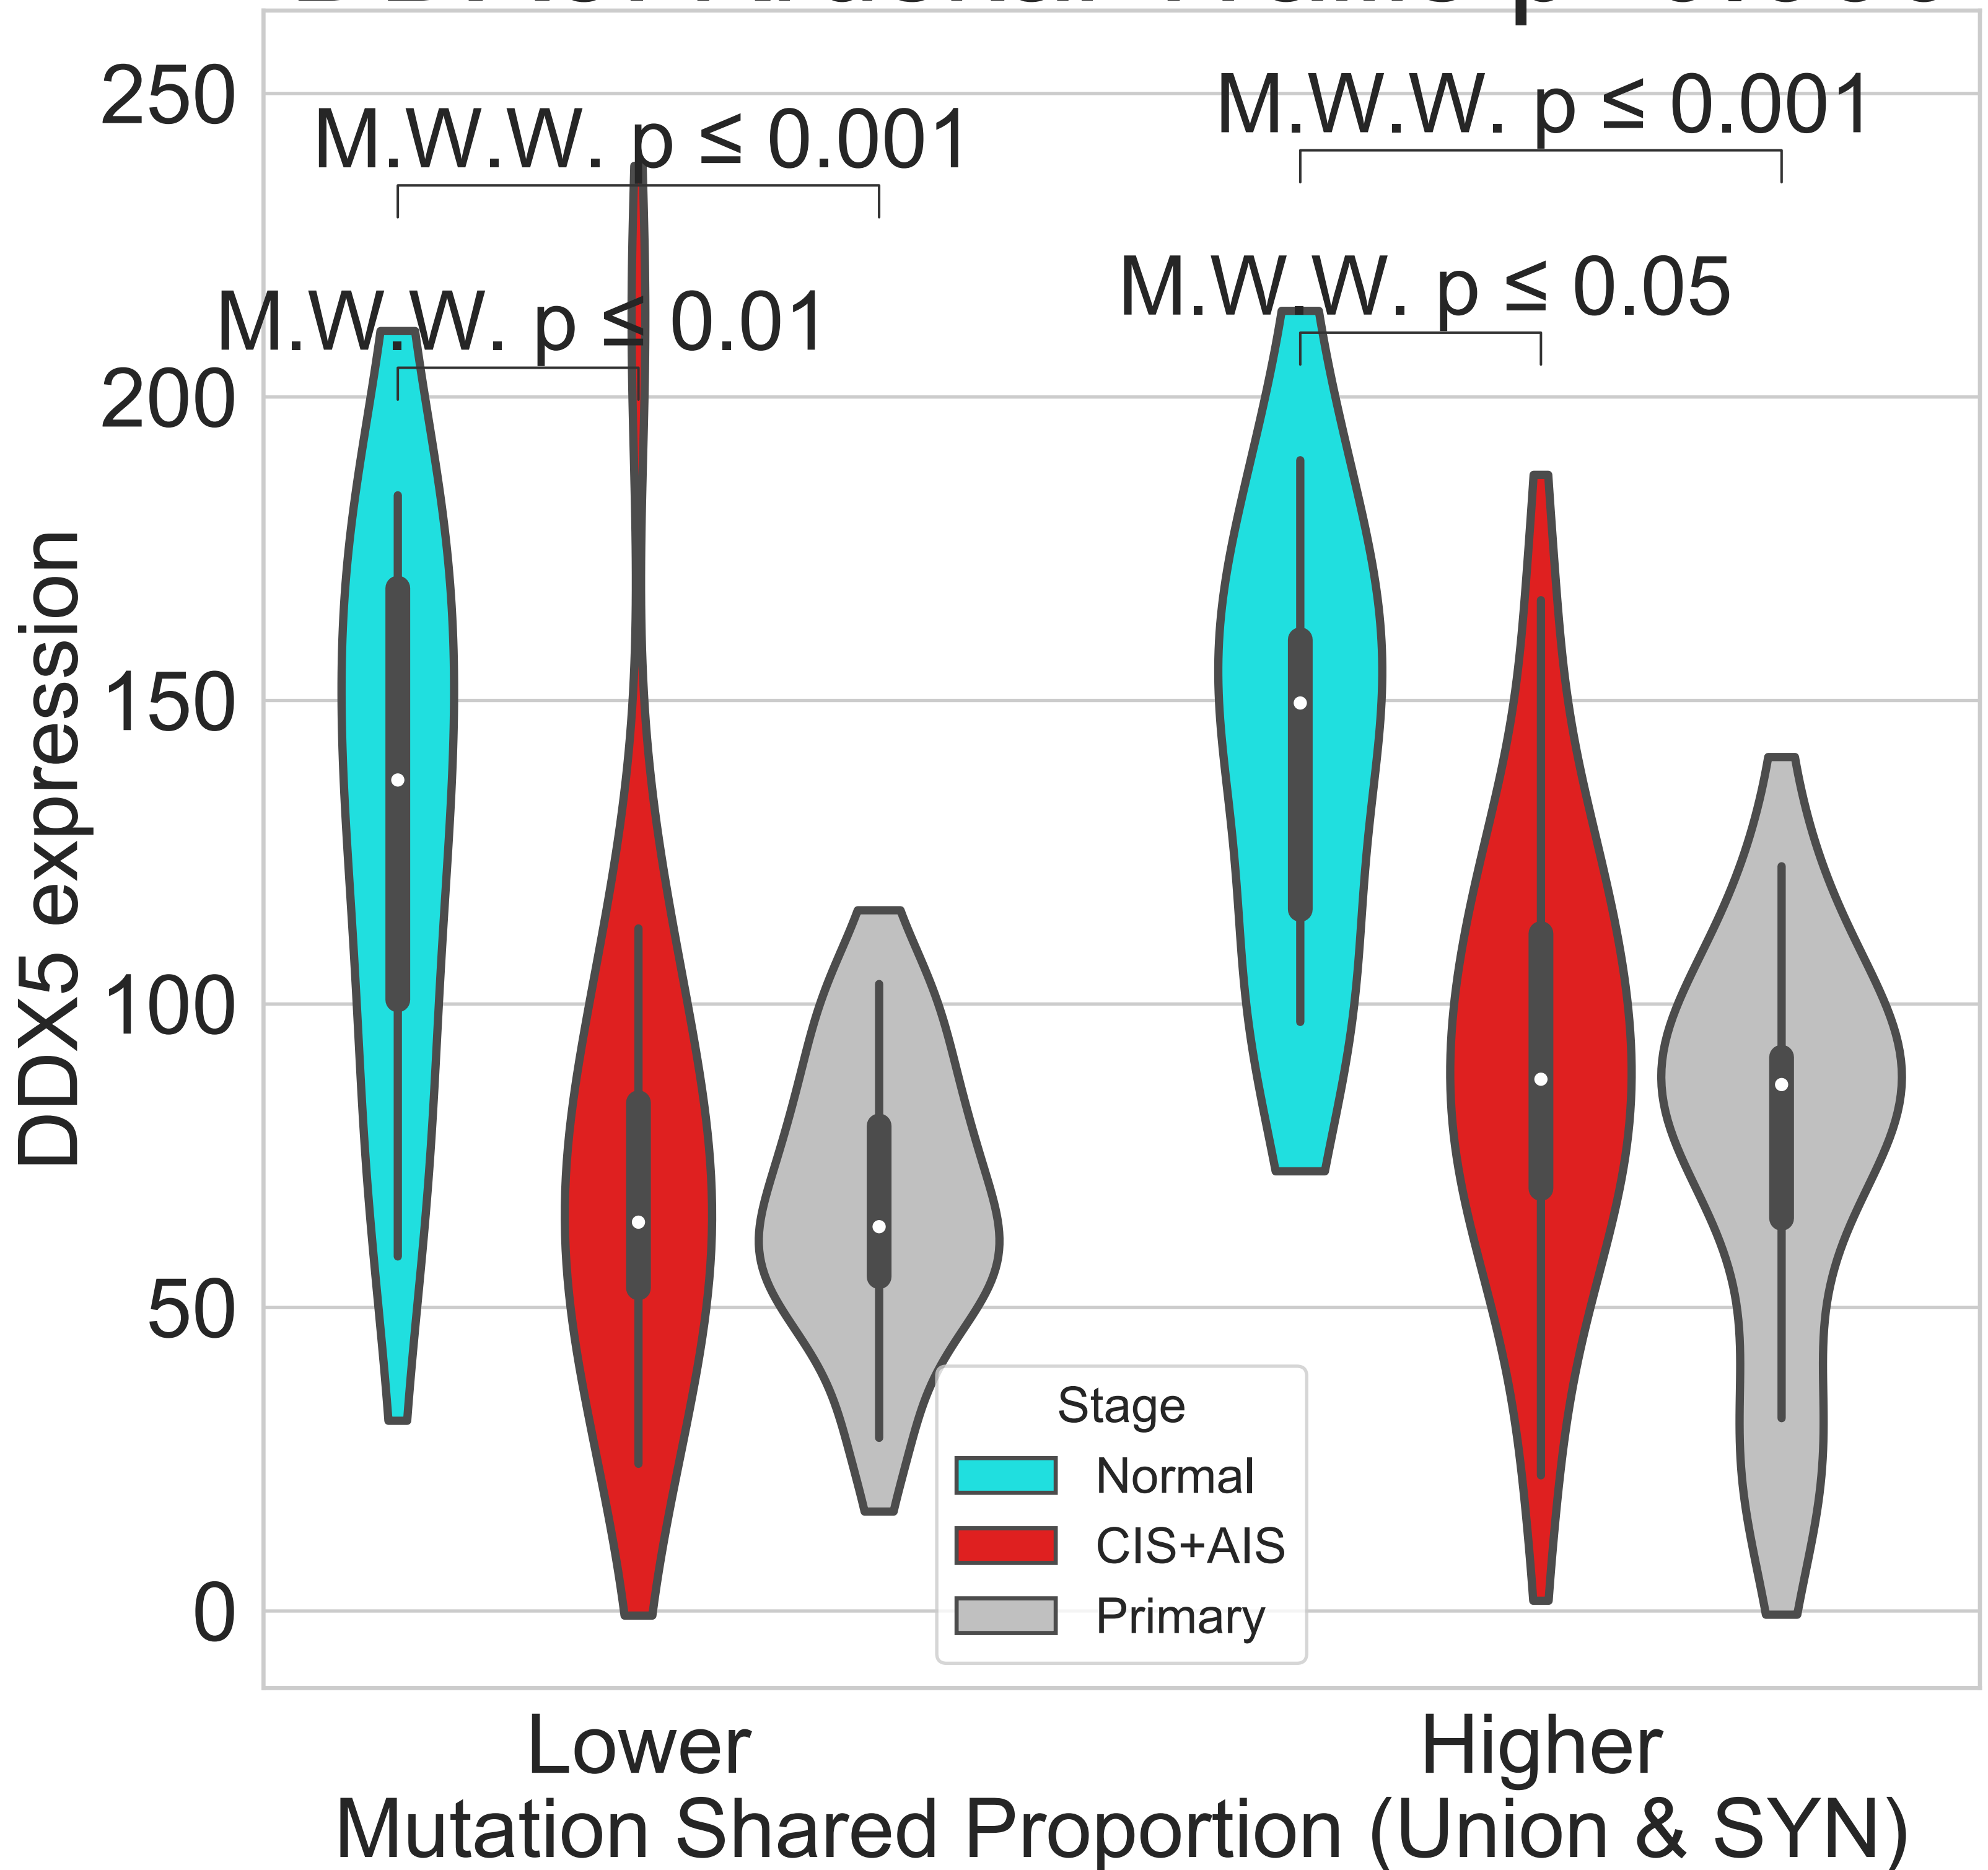 M.W.W. p ≤ 0.001
M.W.W. p ≤ 0.001
M.W.W. p ≤ 0.01
M.W.W. p ≤ 0.05
250
200
150
100
50
0
DDX5 expression
Stage
Normal
CIS+AIS
Primary
Lower
Higher
Mutation Shared Proportion (Union & SYN)